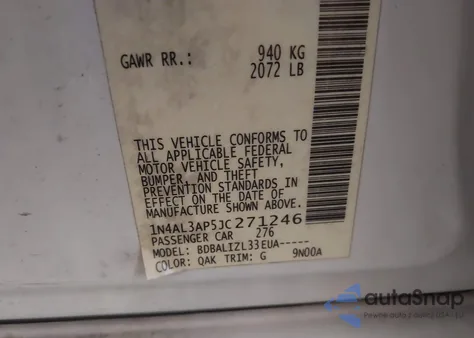 GAWR RR.: 940 KG
2072 LB
THIS VEHICLE CONFORMS TO
ALL APPLICABLE FEDERAL
MOTOR VEHICLE SAFETY,
BUMPER, AND THEFT
PREVENTION STANDARDS IN
EFFECT ON THE DATE OF
MANUFACTURE SHOWN ABOVE.
1N4AL3AP5JC271246
PASSENGER CAR 276
MODEL: BDBALIZL33EUA-----
COLOR: QAK TRIM: G 9N00A
autoSnap